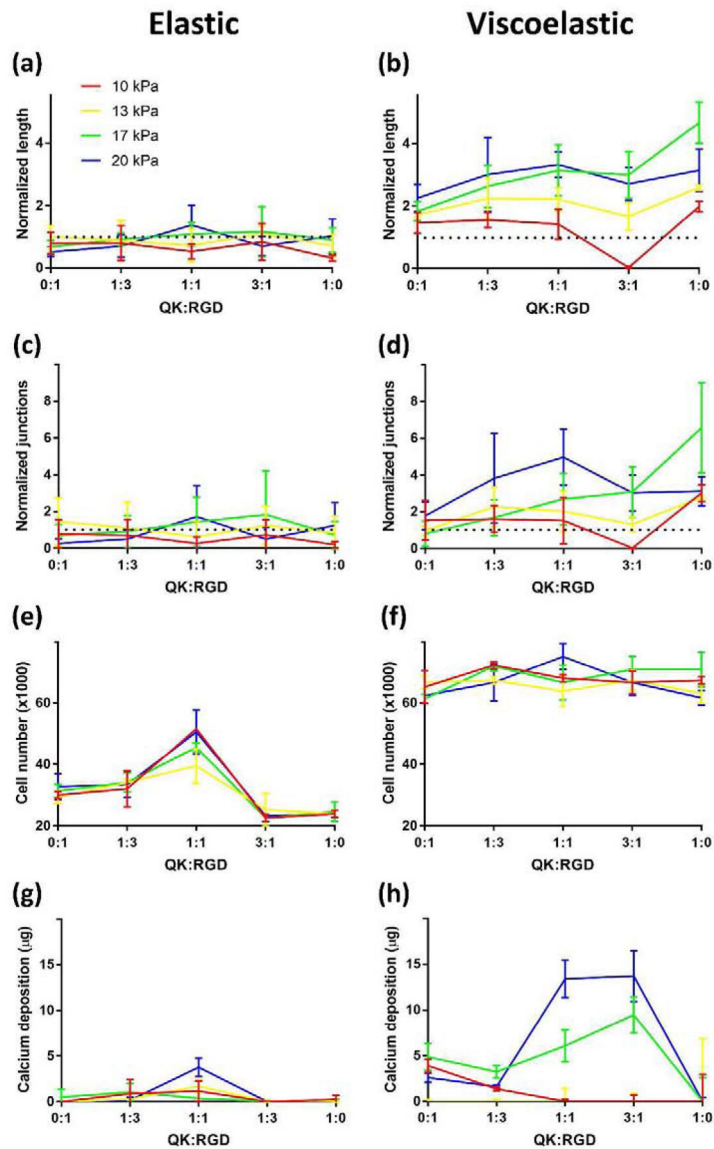 Elastic
Viscoelastic
(a)
(b)
10 kPa
13 kPa
17 kPa
20 kPa
Normalized length
4
2
0
0:1 1:3 1:1 3:1 1:0
QK:RGD
Normalized length
4
2
0
0:1 1:3 1:1 3:1 1:0
QK:RGD
(c)
(d)
Normalized junctions
8
6
4
2
0
0:1 1:3 1:1 3:1 1:0
QK:RGD
Normalized junctions
8
6
4
2
0
0:1 1:3 1:1 3:1 1:0
QK:RGD
(e)
(f)
Cell number (x1000)
60
40
20
0:1 1:3 1:1 3:1 1:0
QK:RGD
Cell number (x1000)
60
40
20
0:1 1:3 1:1 3:1 1:0
QK:RGD
(g)
(h)
Calcium deposition (µg)
15
10
5
0
0:1 1:3 1:1 3:1 1:0
QK:RGD
Calcium deposition (µg)
15
10
5
0
0:1 1:3 1:1 3:1 1:0
QK:RGD